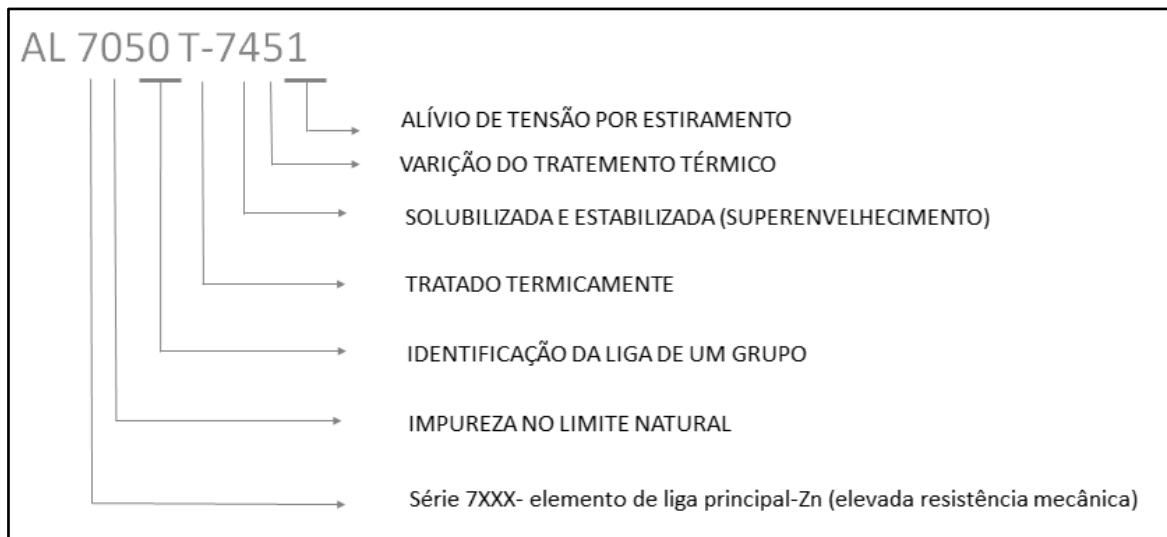 AL 7050 T-7451
ALÍVIO DE TENSÃO POR ESTIRAMENTO
VARIÇÃO DO TRATEMENTO TÉRMICO
SOLUBILIZADA E ESTABILIZADA (SUPERENVELHECIMENTO)
TRATADO TERMICAMENTE
IDENTIFICAÇÃO DA LIGA DE UM GRUPO
IMPUREZA NO LIMITE NATURAL
Série 7XXX- elemento de liga principal-Zn (elevada resistência mecânica)